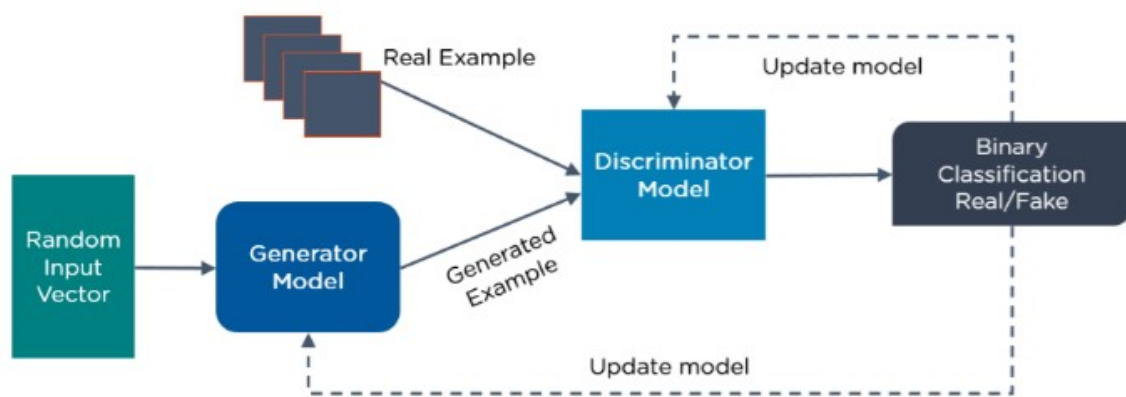 Real Example
Update model
Discriminator
Model
Binary
Classification
Real/Fake
Random
Input
Vector
Generator
Model
Generated
Example
Update model